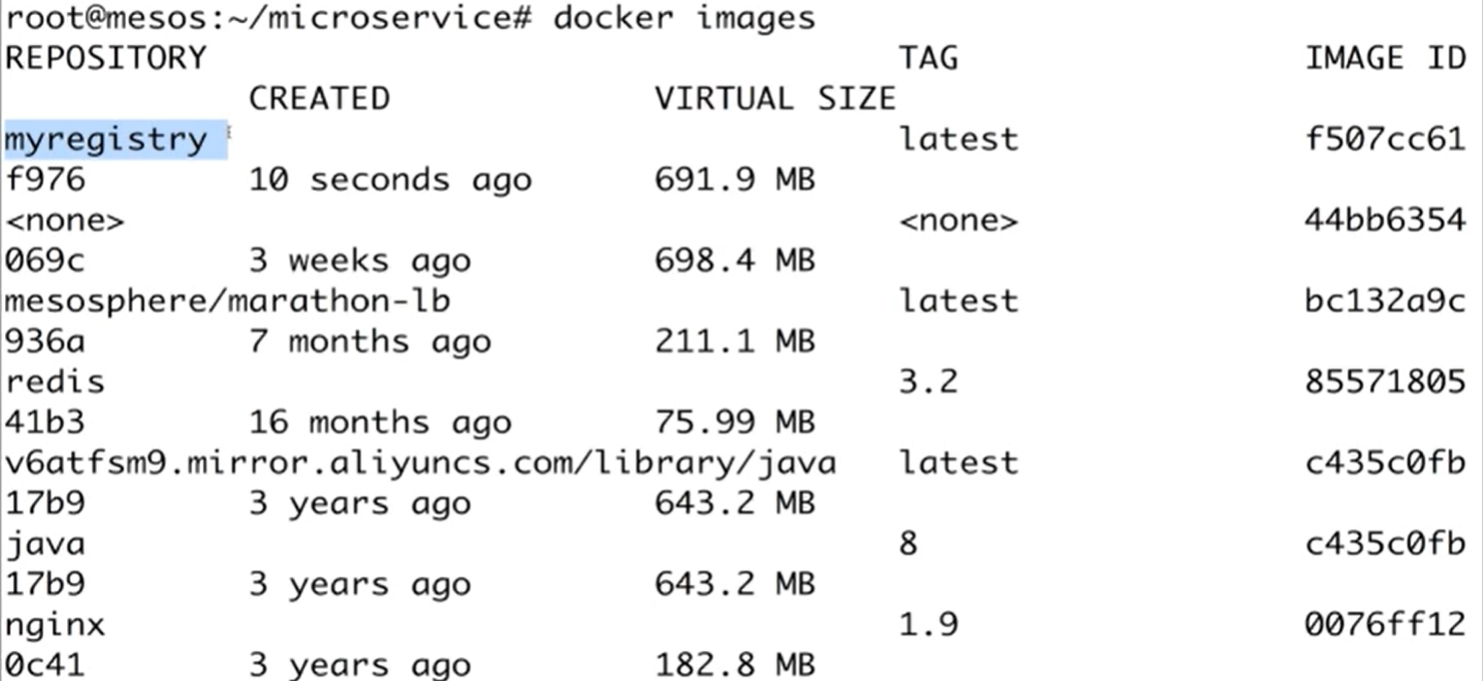 root@mesos:~/microservice# docker images
REPOSITORY TAG IMAGE ID
CREATED VIRTUAL SIZE
myregistry latest f507cc61
f976 10 seconds ago 691.9 MB
<none> <none> 44bb6354
069c 3 weeks ago 698.4 MB
mesosphere/marathon-lb latest bc132a9c
936a 7 months ago 211.1 MB
redis 3.2 85571805
41b3 16 months ago 75.99 MB
v6atfsm9.mirror.aliyuncs.com/library/java latest c435c0fb
17b9 3 years ago 643.2 MB
java 8 c435c0fb
17b9 3 years ago 643.2 MB
nginx 1.9 0076ff12
0c41 3 years ago 182.8 MB